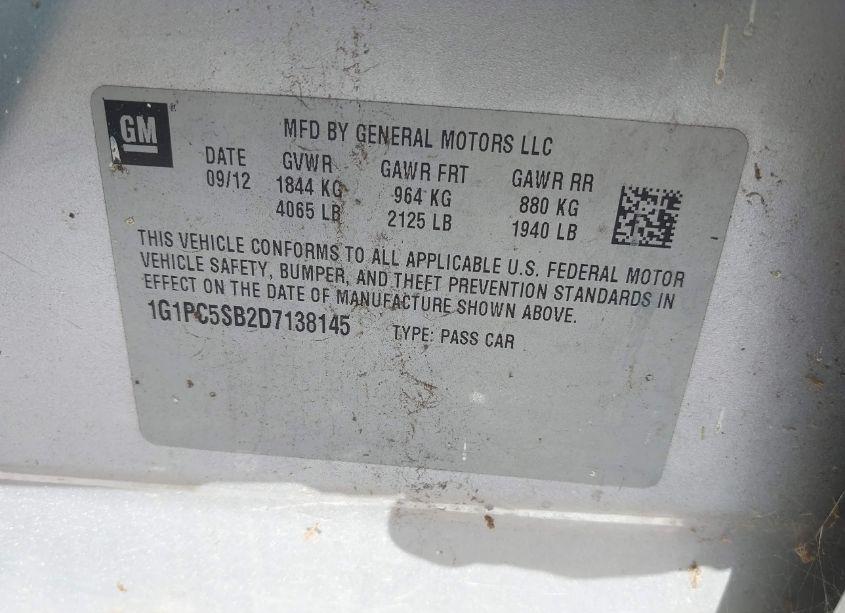 GM
MFD BY GENERAL MOTORS LLC
DATE GVWR GAWR FRT GAWR RR
09/12 1844 KG 964 KG 880 KG
4065 LB 2125 LB 1940 LB
THIS VEHICLE CONFORMS TO ALL APPLICABLE U.S. FEDERAL MOTOR
VEHICLE SAFETY, BUMPER, AND THEFT PREVENTION STANDARDS IN
EFFECT ON THE DATE OF MANUFACTURE SHOWN ABOVE.
1G1PC5SB2D7138145 TYPE: PASS CAR